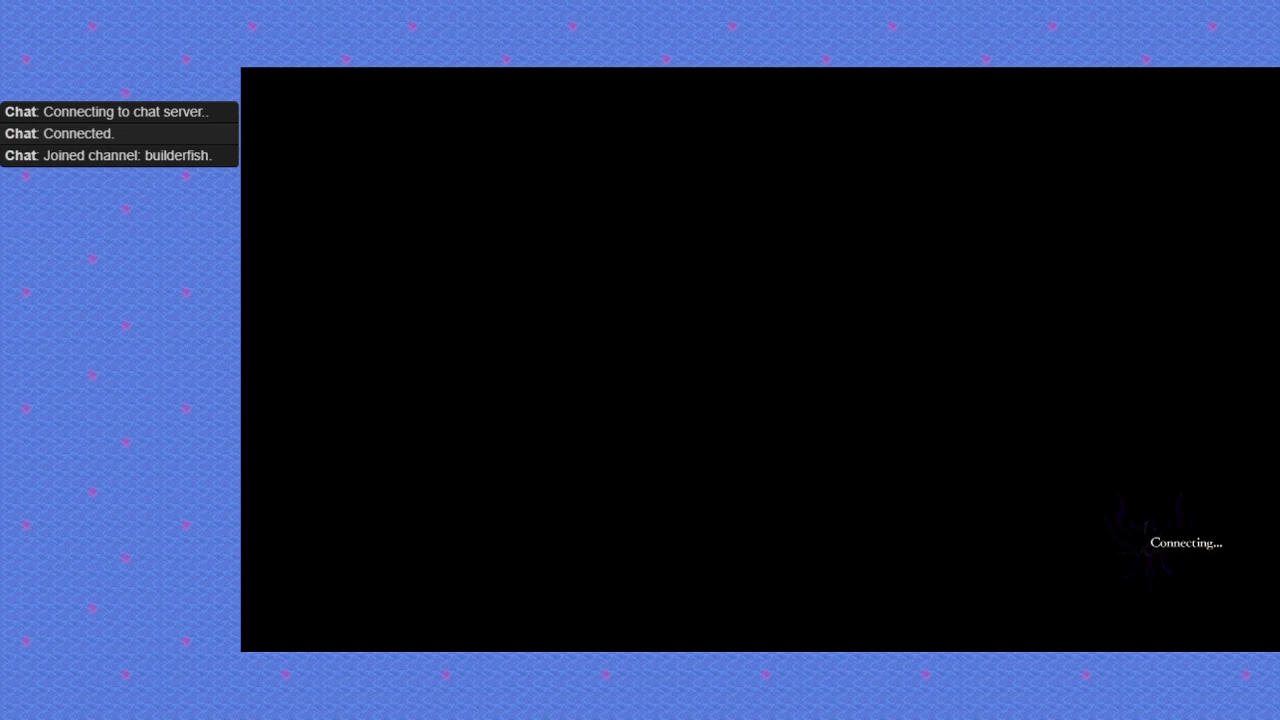 Chat: Connecting to chat server..
Chat: Connected.
Chat: Joined channel: builderfish.
Connecting...